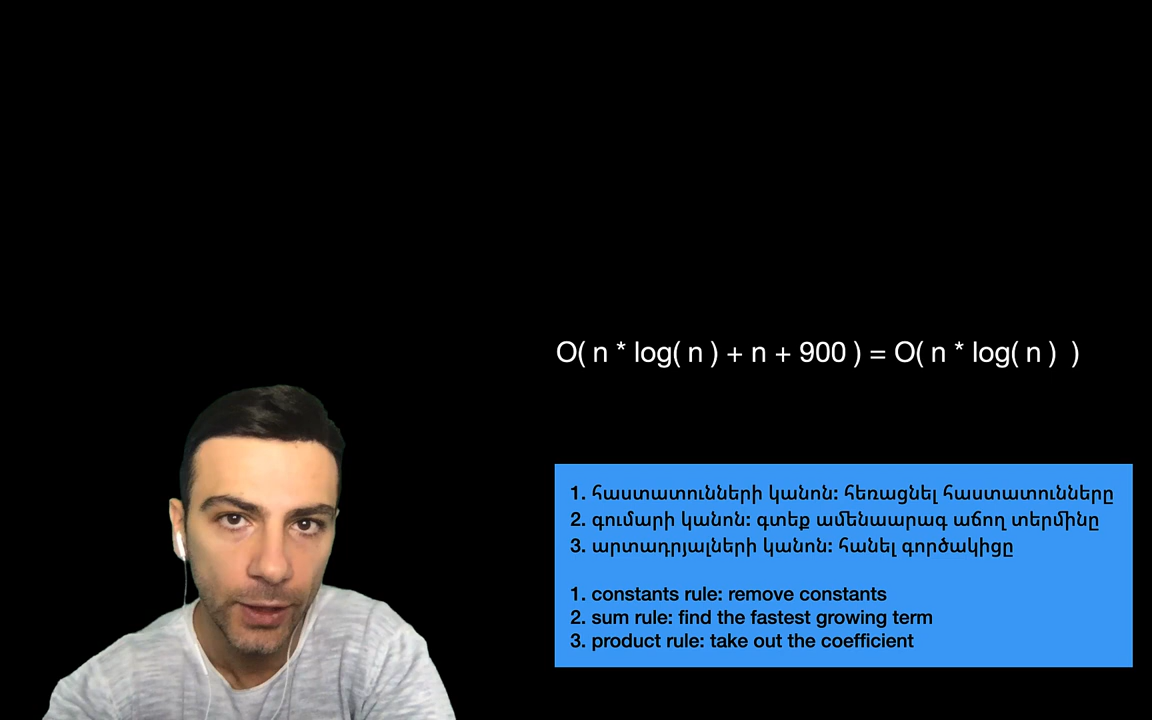 O( n * log( n ) + n + 900 ) = O( n * log( n )  )
1. հաստատունների կանոն: հեռացնել հաստատունները
2. գումարի կանոն: գտեք ամենաարագ աճող տերմինը
3. արտադրյալների կանոն: հանել գործակիցը
1. constants rule: remove constants
2. sum rule: find the fastest growing term
3. product rule: take out the coefficient